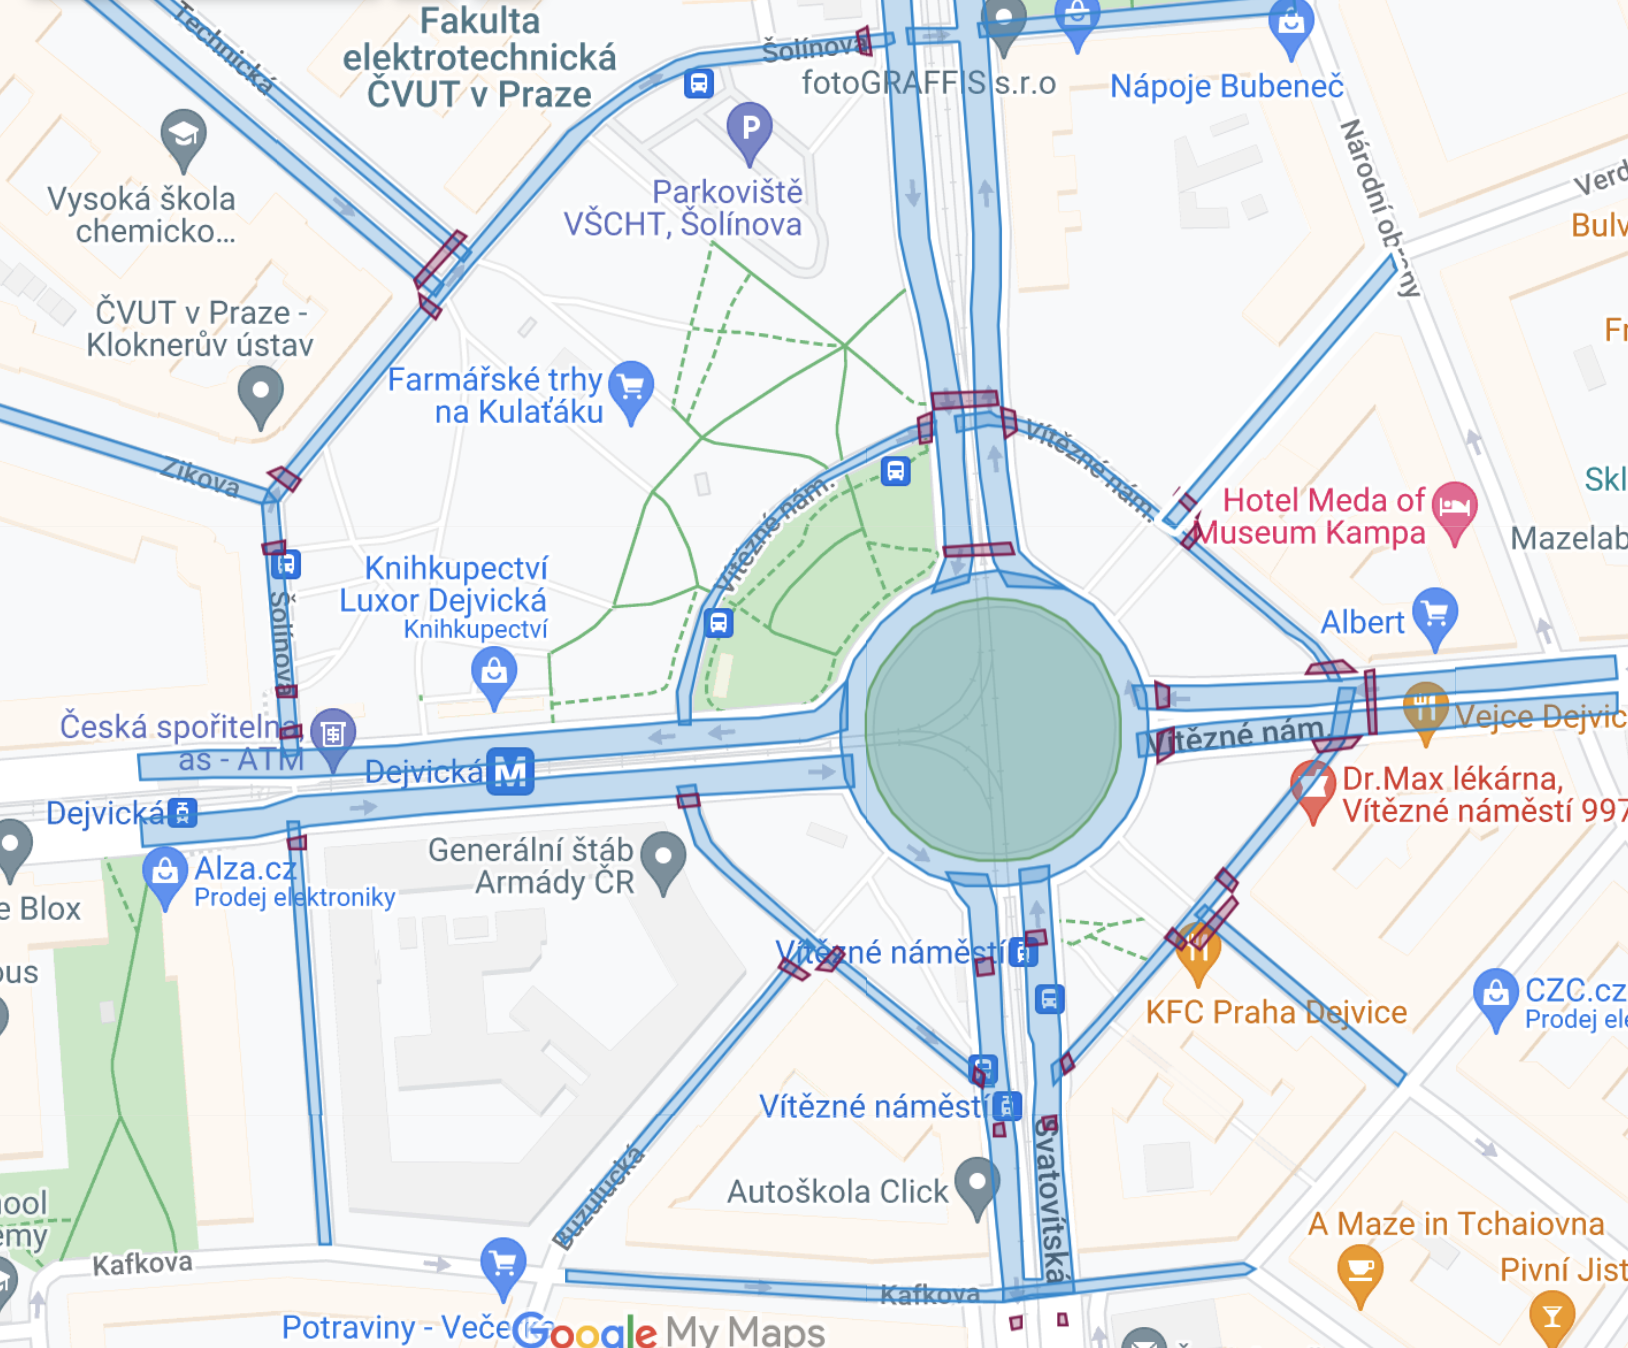 Technická
Fakulta
elektrotechnická
ČVUT v Praze
Šolínova
fotoGRAFFIS s.r.o
Nápoje Bubeneč
Národní obrany
Vysoká škola
chemicko...
P
Parkoviště
VŠCHT, Šolínova
Verd
Bulv
ČVUT v Praze -
Kloknerův ústav
Farmářské trhy
na Kulaťáku
Fr
Zikova
Vítězné nám.
Vítězné nám.
Hotel Meda of
Museum Kampa
Skl
Mazelab
Knihkupectví
Luxor Dejvická
Knihkupectví
Šolínova
Albert
Česká spořitelna,
as - ATM
Dejvická M
Vítězné nám.
Vejce Dejvic
Dejvická
Dr.Max lékárna,
Vítězné náměstí 997
Generální štáb
Armády ČR
Alza.cz
Prodej elektroniky
e Blox
Vítězné náměstí
KFC Praha Dejvice
CZC.cz
Prodej ele
ous
Vítězné náměstí
Svatovítská
Buzulucká
Autoškola Click
ool
emy
A Maze in Tchaiovna
Kafkova
Kafkova
Pivní Jist
Potraviny - Veče
Google My Maps